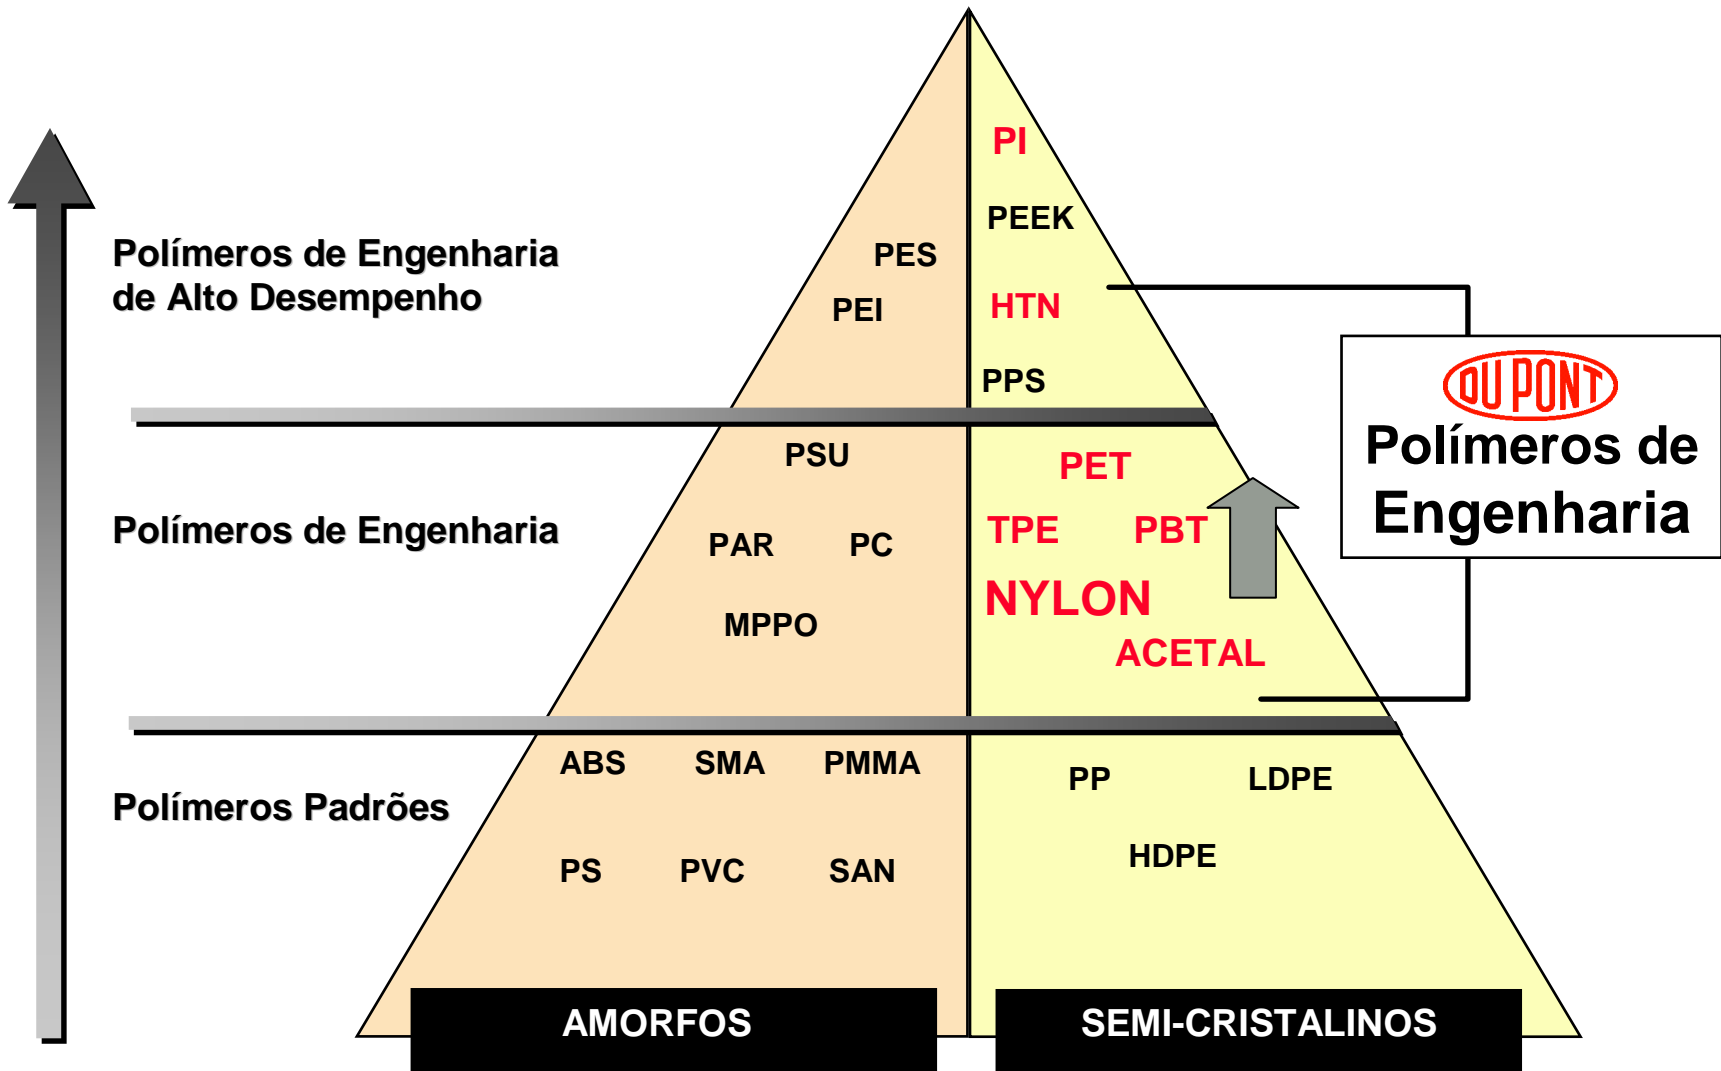 PI
PEEK
Polímeros de Engenharia
de Alto Desempenho
PES
PEI
HTN
PPS
DU PONT
Polímeros de
Engenharia
PSU
PET
Polímeros de Engenharia
PAR
PC
TPE
PBT
NYLON
MPPO
ACETAL
ABS
SMA
PMMA
PP
LDPE
Polímeros Padrões
HDPE
PS
PVC
SAN
AMORFOS
SEMI-CRISTALINOS